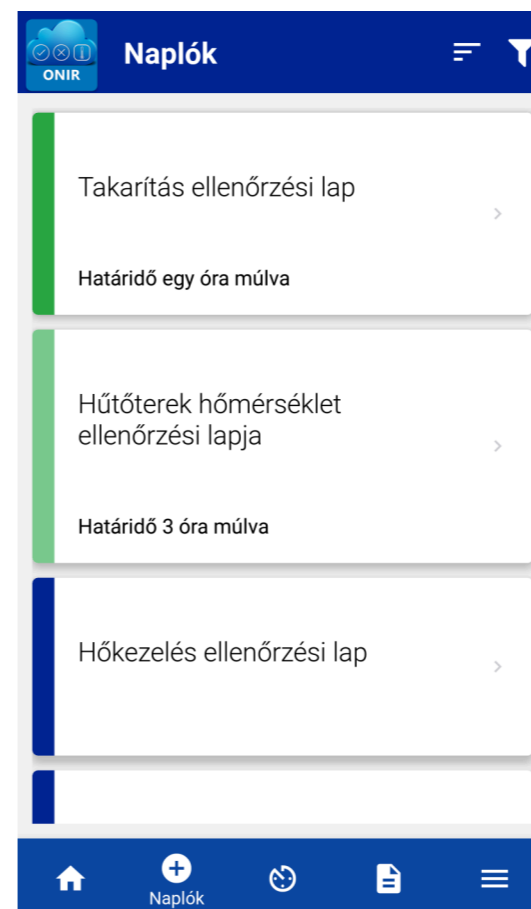 ONIR
Naplók
Takarítás ellenőrzési lap
Határidő egy óra múlva
Hűtőterek hőmérséklet
ellenőrzési lapja
Határidő 3 óra múlva
Hőkezelés ellenőrzési lap
Naplók